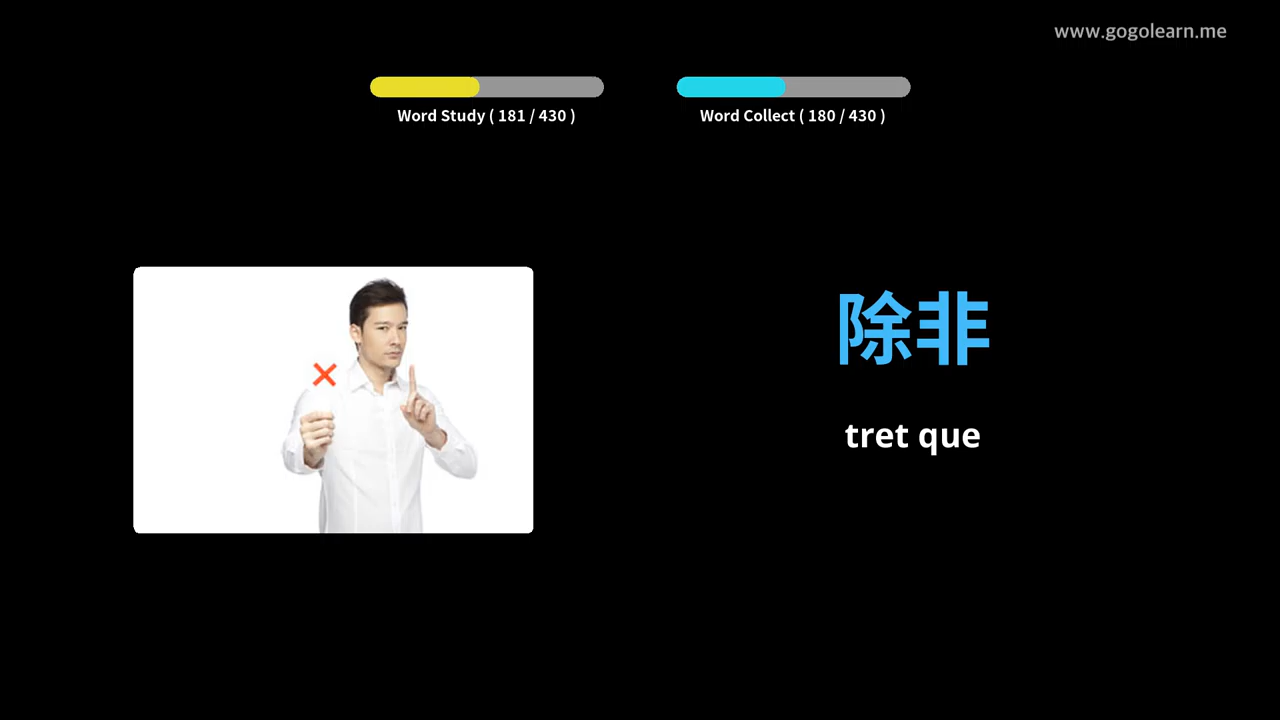 www.gogolearn.me
Word Study ( 181 / 430 )
Word Collect ( 180 / 430 )
除非
tret que